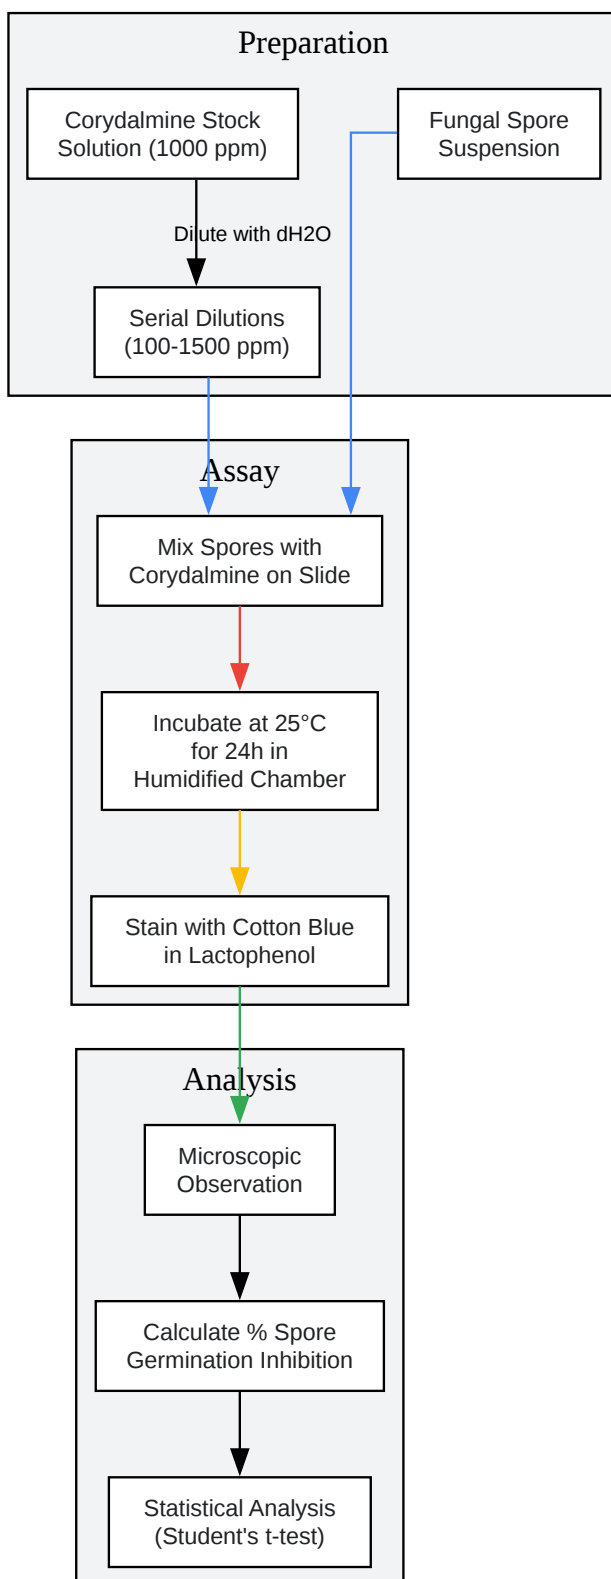 Preparation
Corydalmine Stock
Solution (1000 ppm)
Fungal Spore
Suspension
Dilute with dH2O
Serial Dilutions
(100-1500 ppm)
Assay
Mix Spores with
Corydalmine on Slide
Incubate at 25°C
for 24h in
Humidified Chamber
Stain with Cotton Blue
in Lactophenol
Analysis
Microscopic
Observation
Calculate % Spore
Germination Inhibition
Statistical Analysis
(Student's t-test)